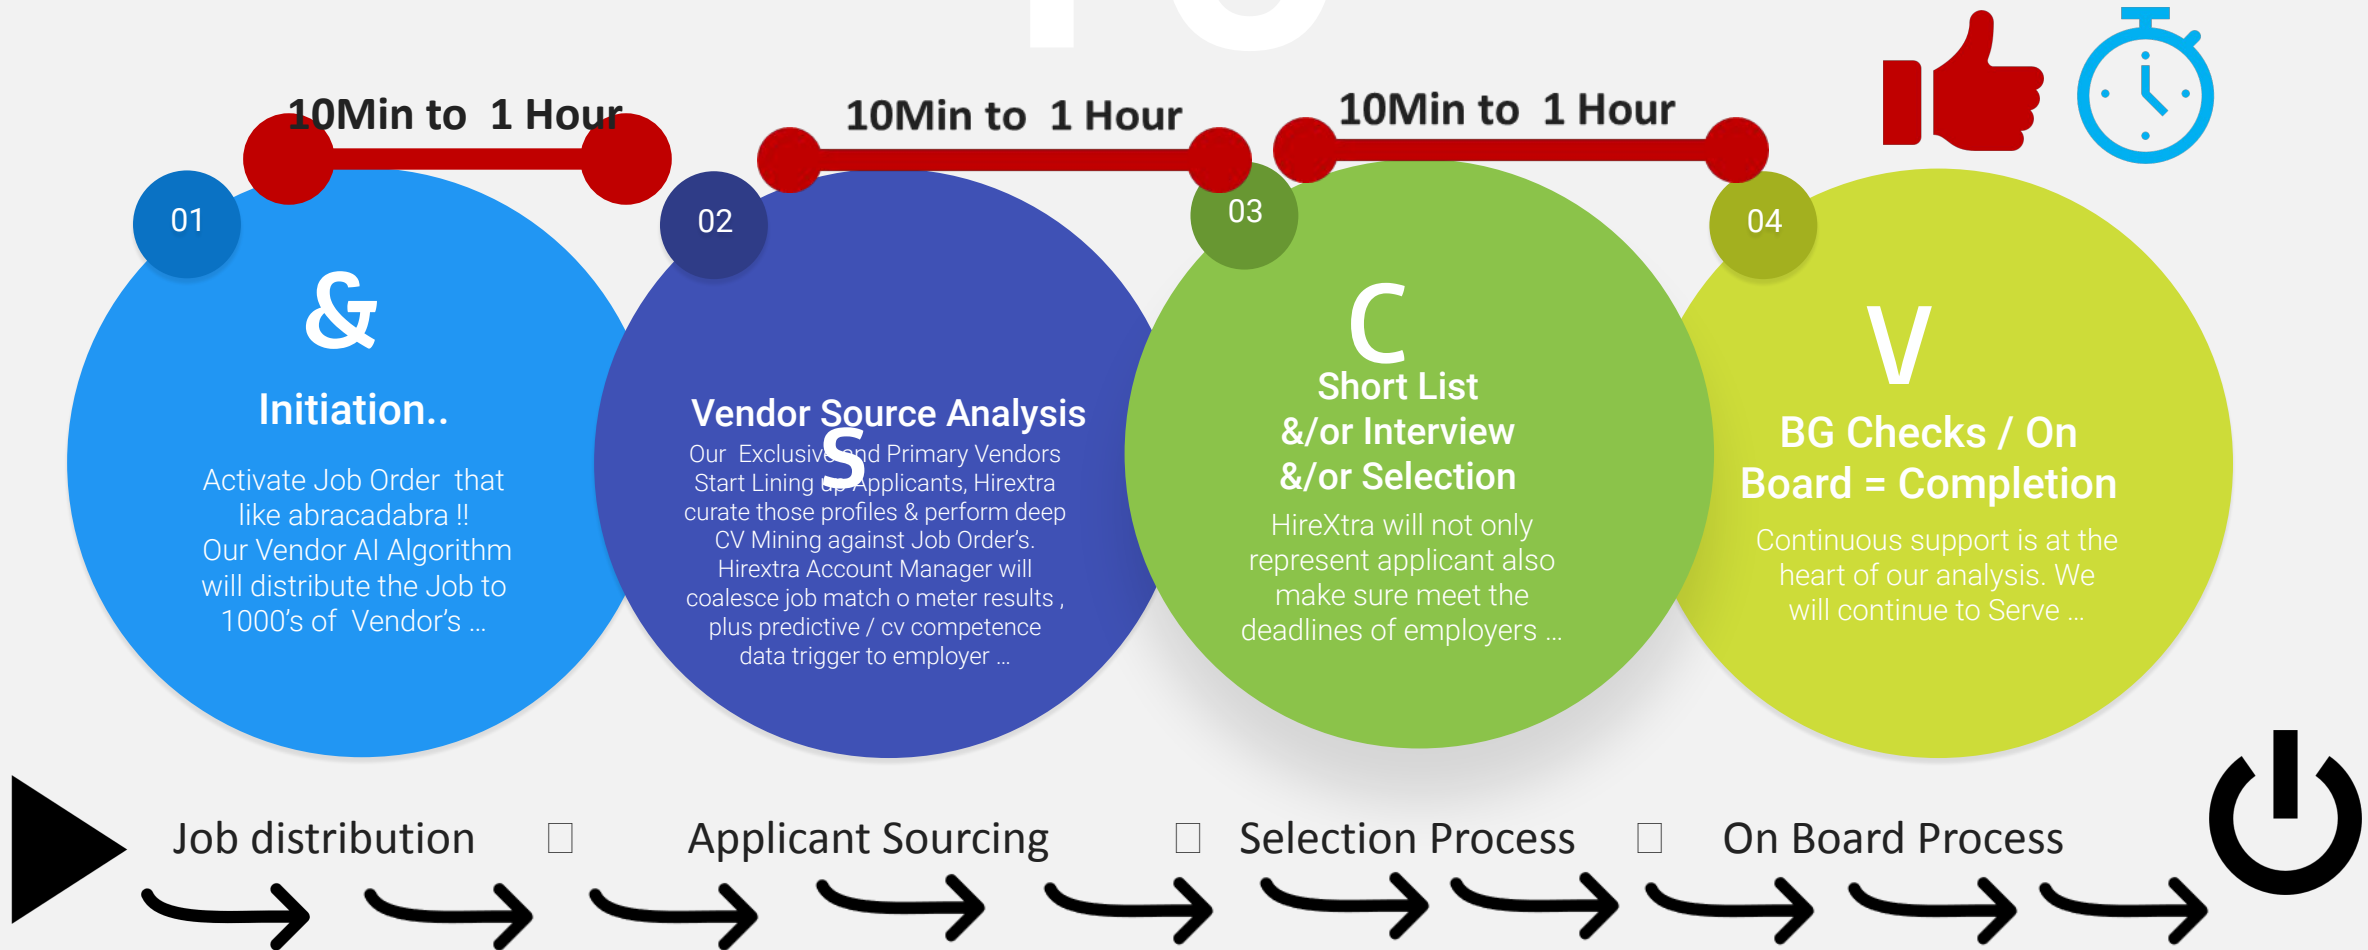 10Min to  1 Hour
10Min to  1 Hour
10Min to  1 Hour
01
&
Initiation..
Activate Job Order  that
like abracadabra !!
Our Vendor AI Algorithm
will distribute the Job to
1000’s of  Vendor’s ...
02
Vendor Source Analysis
s
Our  Exclusive and Primary Vendors
Start Lining up Applicants, Hirextra
curate those profiles & perform deep
CV Mining against Job Order’s.
Hirextra Account Manager will
coalesce job match o meter results ,
plus predictive / cv competence
data trigger to employer ...
03
C
Short List
&/or Interview
&/or Selection
HireXtra will not only
represent applicant also
make sure meet the
deadlines of employers ...
04
V
BG Checks / On
Board = Completion
Continuous support is at the
heart of our analysis. We
will continue to Serve ...
Job distribution
Applicant Sourcing
Selection Process
On Board Process